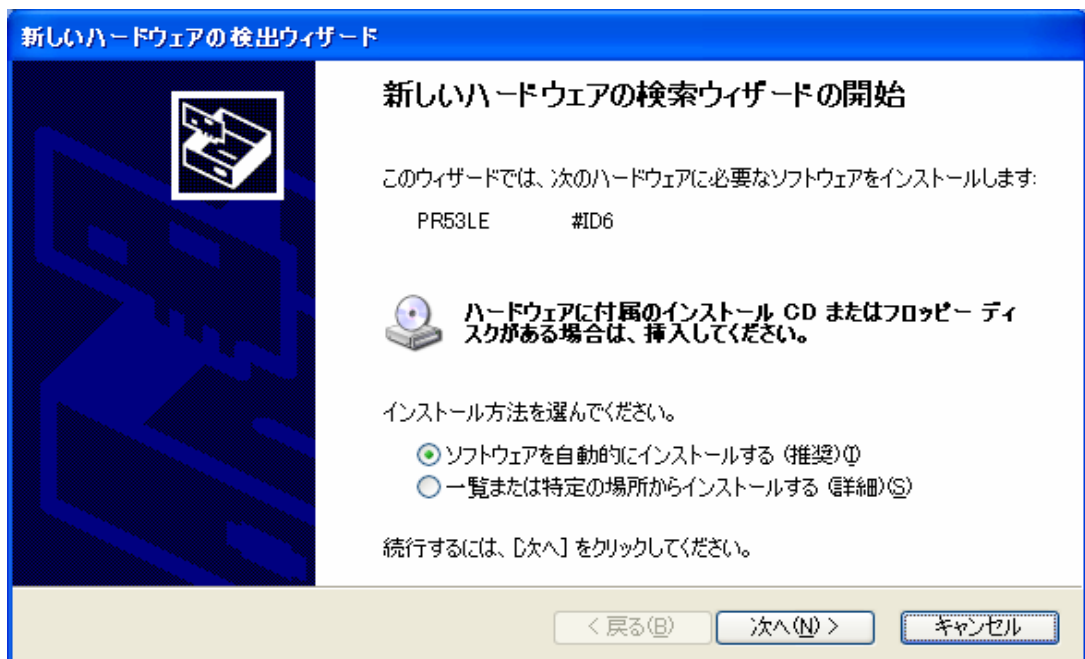 新しいハードウェアの検出ウィザード
新しいハードウェアの検索ウィザードの開始
このウィザードでは、次のハードウェアに必要なソフトウェアをインストールします:
PR53LE #ID6
ハードウェアに付属のインストール CD またはフロッピー ディ
スクがある場合は、挿入してください。
インストール方法を選んでください。
ソフトウェアを自動的にインストールする (推奨)(I)
一覧または特定の場所からインストールする (詳細)(S)
続行するには、[次へ] をクリックしてください。
< 戻る(B) 次へ(N) > キャンセル